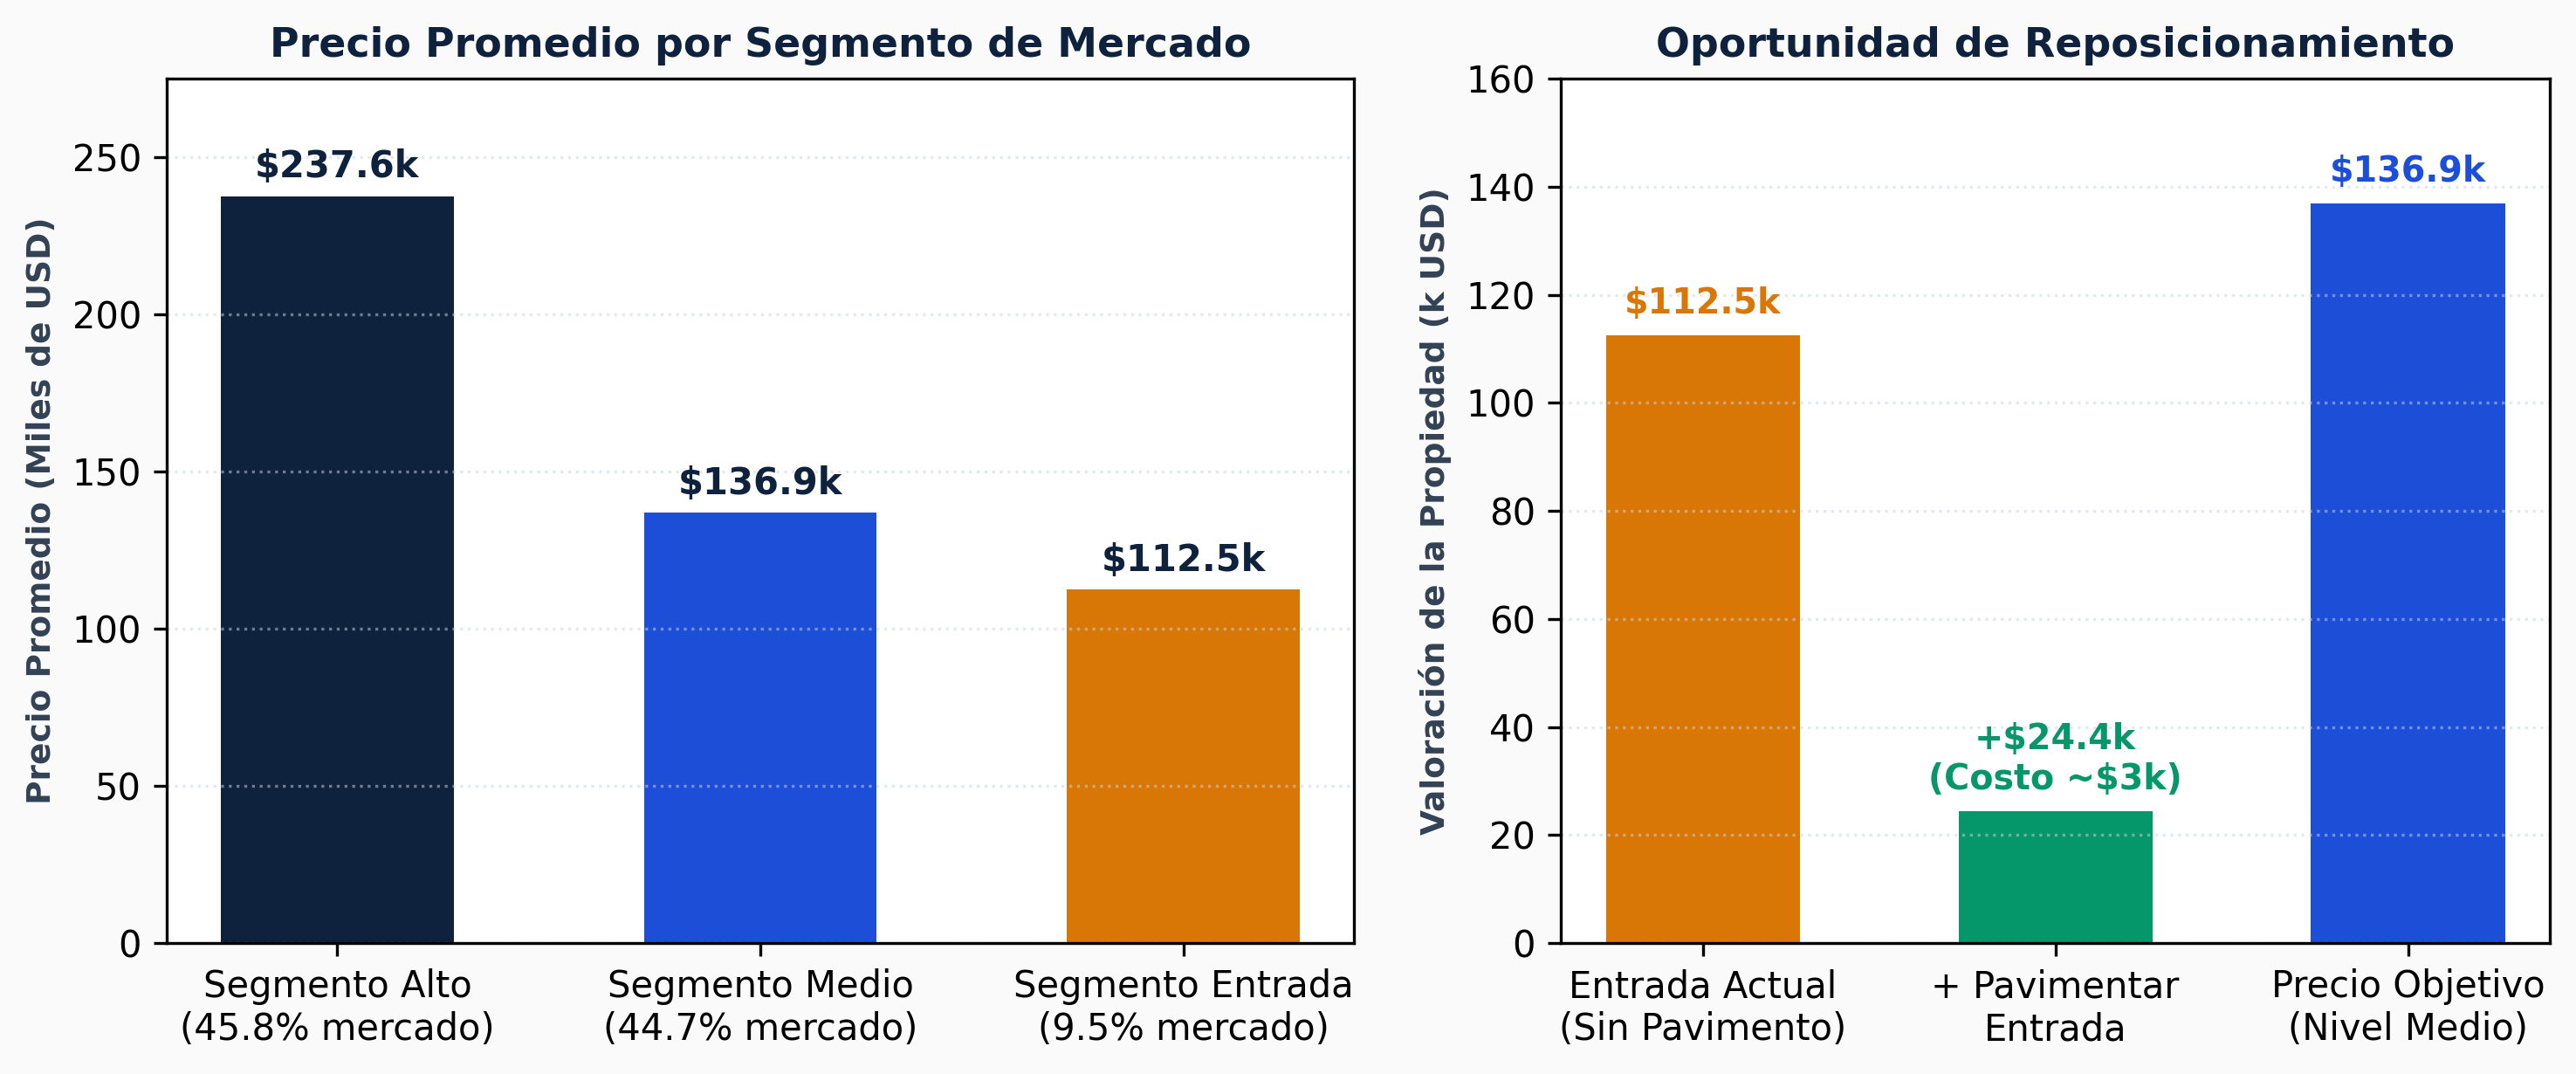 Precio Promedio por Segmento de Mercado
Precio Promedio (Miles de USD)
250
200
150
100
50
0
$237.6k
$136.9k
$112.5k
Segmento Alto
(45.8% mercado)
Segmento Medio
(44.7% mercado)
Segmento Entrada
(9.5% mercado)
Oportunidad de Reposicionamiento
Valoración de la Propiedad (k USD)
160
140
120
100
80
60
40
20
0
$112.5k
+$24.4k
(Costo ~$3k)
$136.9k
Entrada Actual
(Sin Pavimento)
+ Pavimentar
Entrada
Precio Objetivo
(Nivel Medio)